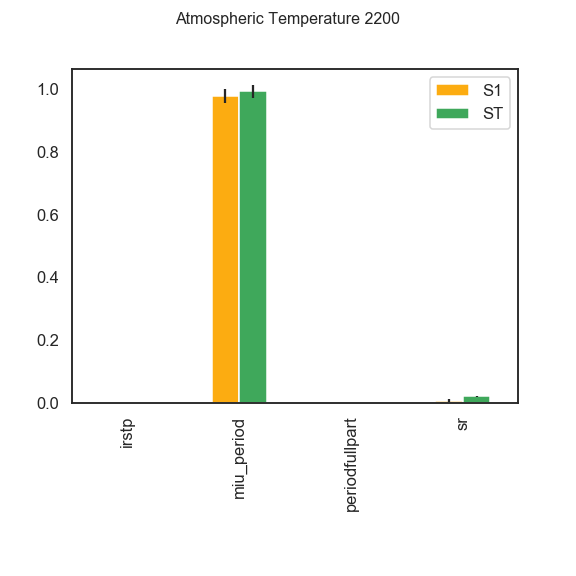 Atmospheric Temperature 2200
S1
ST
1.0
0.8
0.6
0.4
0.2
0.0
irstp
miu_period
periodfullpart
sr